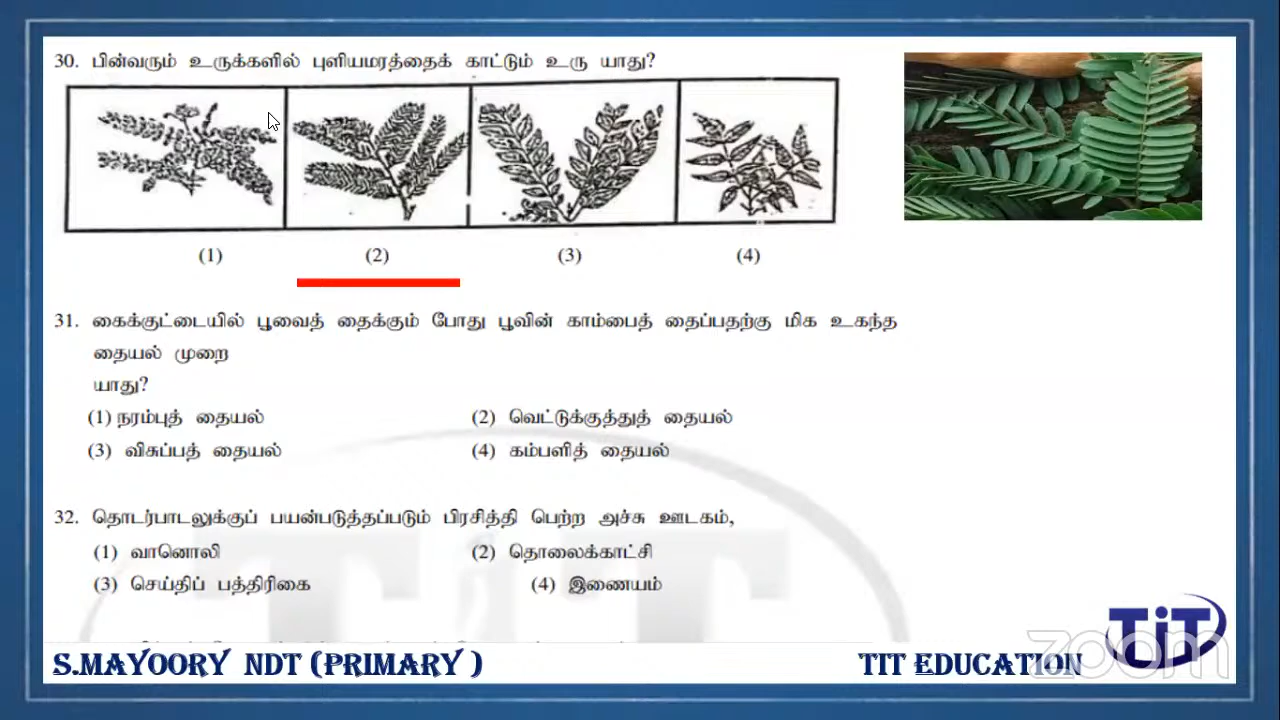 30. பின்வரும் உருக்களில் புளியமரத்தைக் காட்டும் உரு யாது?
(1) (2) (3) (4)
31. கைக்குட்டையில் பூவைத் தைக்கும் போது பூவின் காம்பைத் தைப்பதற்கு மிக உகந்த
தையல் முறை
யாது?
(1) நரம்புத் தையல் (2) வெட்டுக்குத்துத் தையல்
(3) விசுப்பத் தையல் (4) கம்பளித் தையல்
32. தொடர்பாடலுக்குப் பயன்படுத்தப்படும் பிரசித்தி பெற்ற அச்சு ஊடகம்,
(1) வானொலி (2) தொலைக்காட்சி
(3) செய்திப் பத்திரிகை (4) இணையம்
S.MAYOORY NDT (PRIMARY ) TIT EDUCATION
TiT
zoom